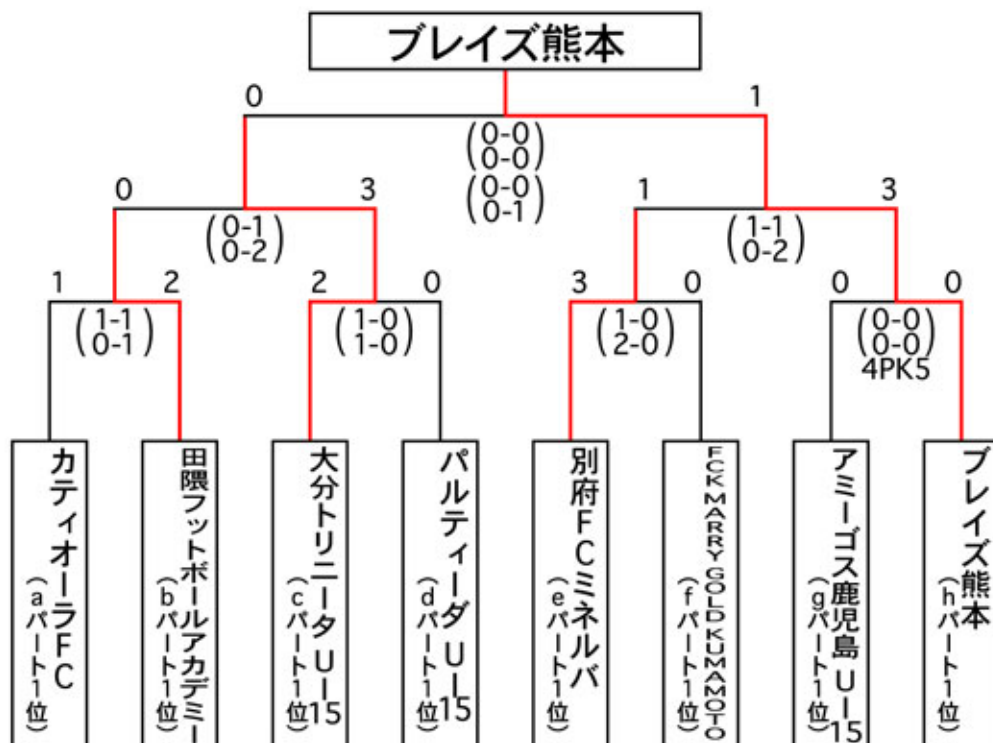 ブレイズ熊本
0 1
(0-0
0-0)
(0-0
0-1)
0 3
(0-1
0-2)
1 3
(1-1
0-2)
1 2
(1-1
0-1)
2 0
(1-0
1-0)
3 0
(1-0
2-0)
0 0
(0-0
0-0)
4PK5
カティオーラFC
(aパート1位)
田隈フットボールアカデミー
(bパート1位)
大分トリニータ U-15
(cパート1位)
パルティーダ U-15
(dパート1位)
別府FCミネルバ
(eパート1位)
FCK MARRY GOLD KUMAMOTO
(fパート1位)
アミーゴス鹿児島 U-15
(gパート1位)
ブレイズ熊本
(hパート1位)